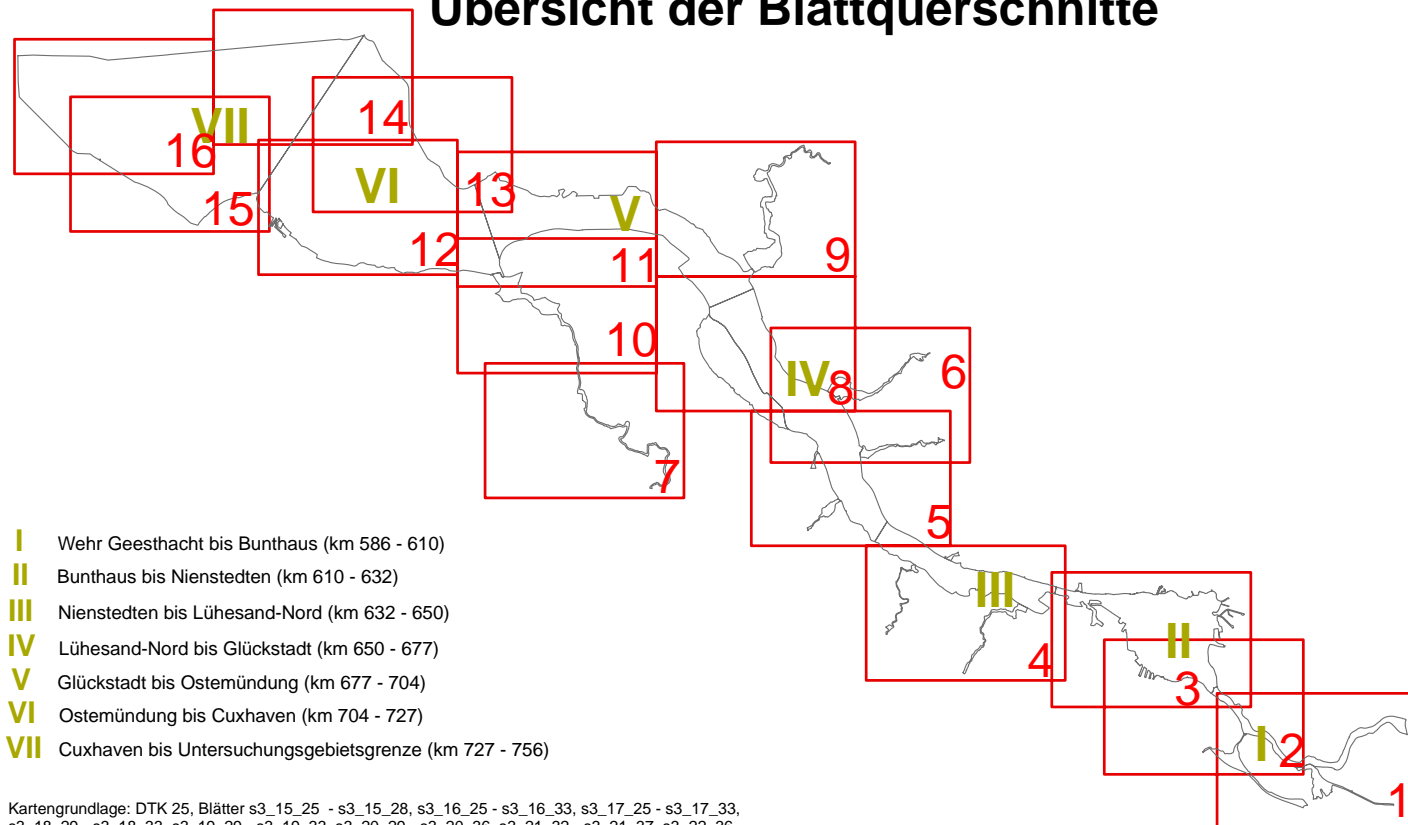 Übersicht der Blattquerschnitte
14
VII
16
VI
13
15
V
12
11
9
10
IV
8
6
7
5
III
4
II
3
I
2
1
I Wehr Geesthacht bis Bunthaus (km 586 - 610)
II Bunthaus bis Nienstedten (km 610 - 632)
III Nienstedten bis Lühesand-Nord (km 632 - 650)
IV Lühesand-Nord bis Glückstadt (km 650 - 677)
V Glückstadt bis Ostemündung (km 677 - 704)
VI Ostemündung bis Cuxhaven (km 704 - 727)
VII Cuxhaven bis Untersuchungsgebietsgrenze (km 727 - 756)
Kartengrundlage: DTK 25, Blätter s3_15_25 - s3_15_28, s3_16_25 - s3_16_33, s3_17_25 - s3_17_33,